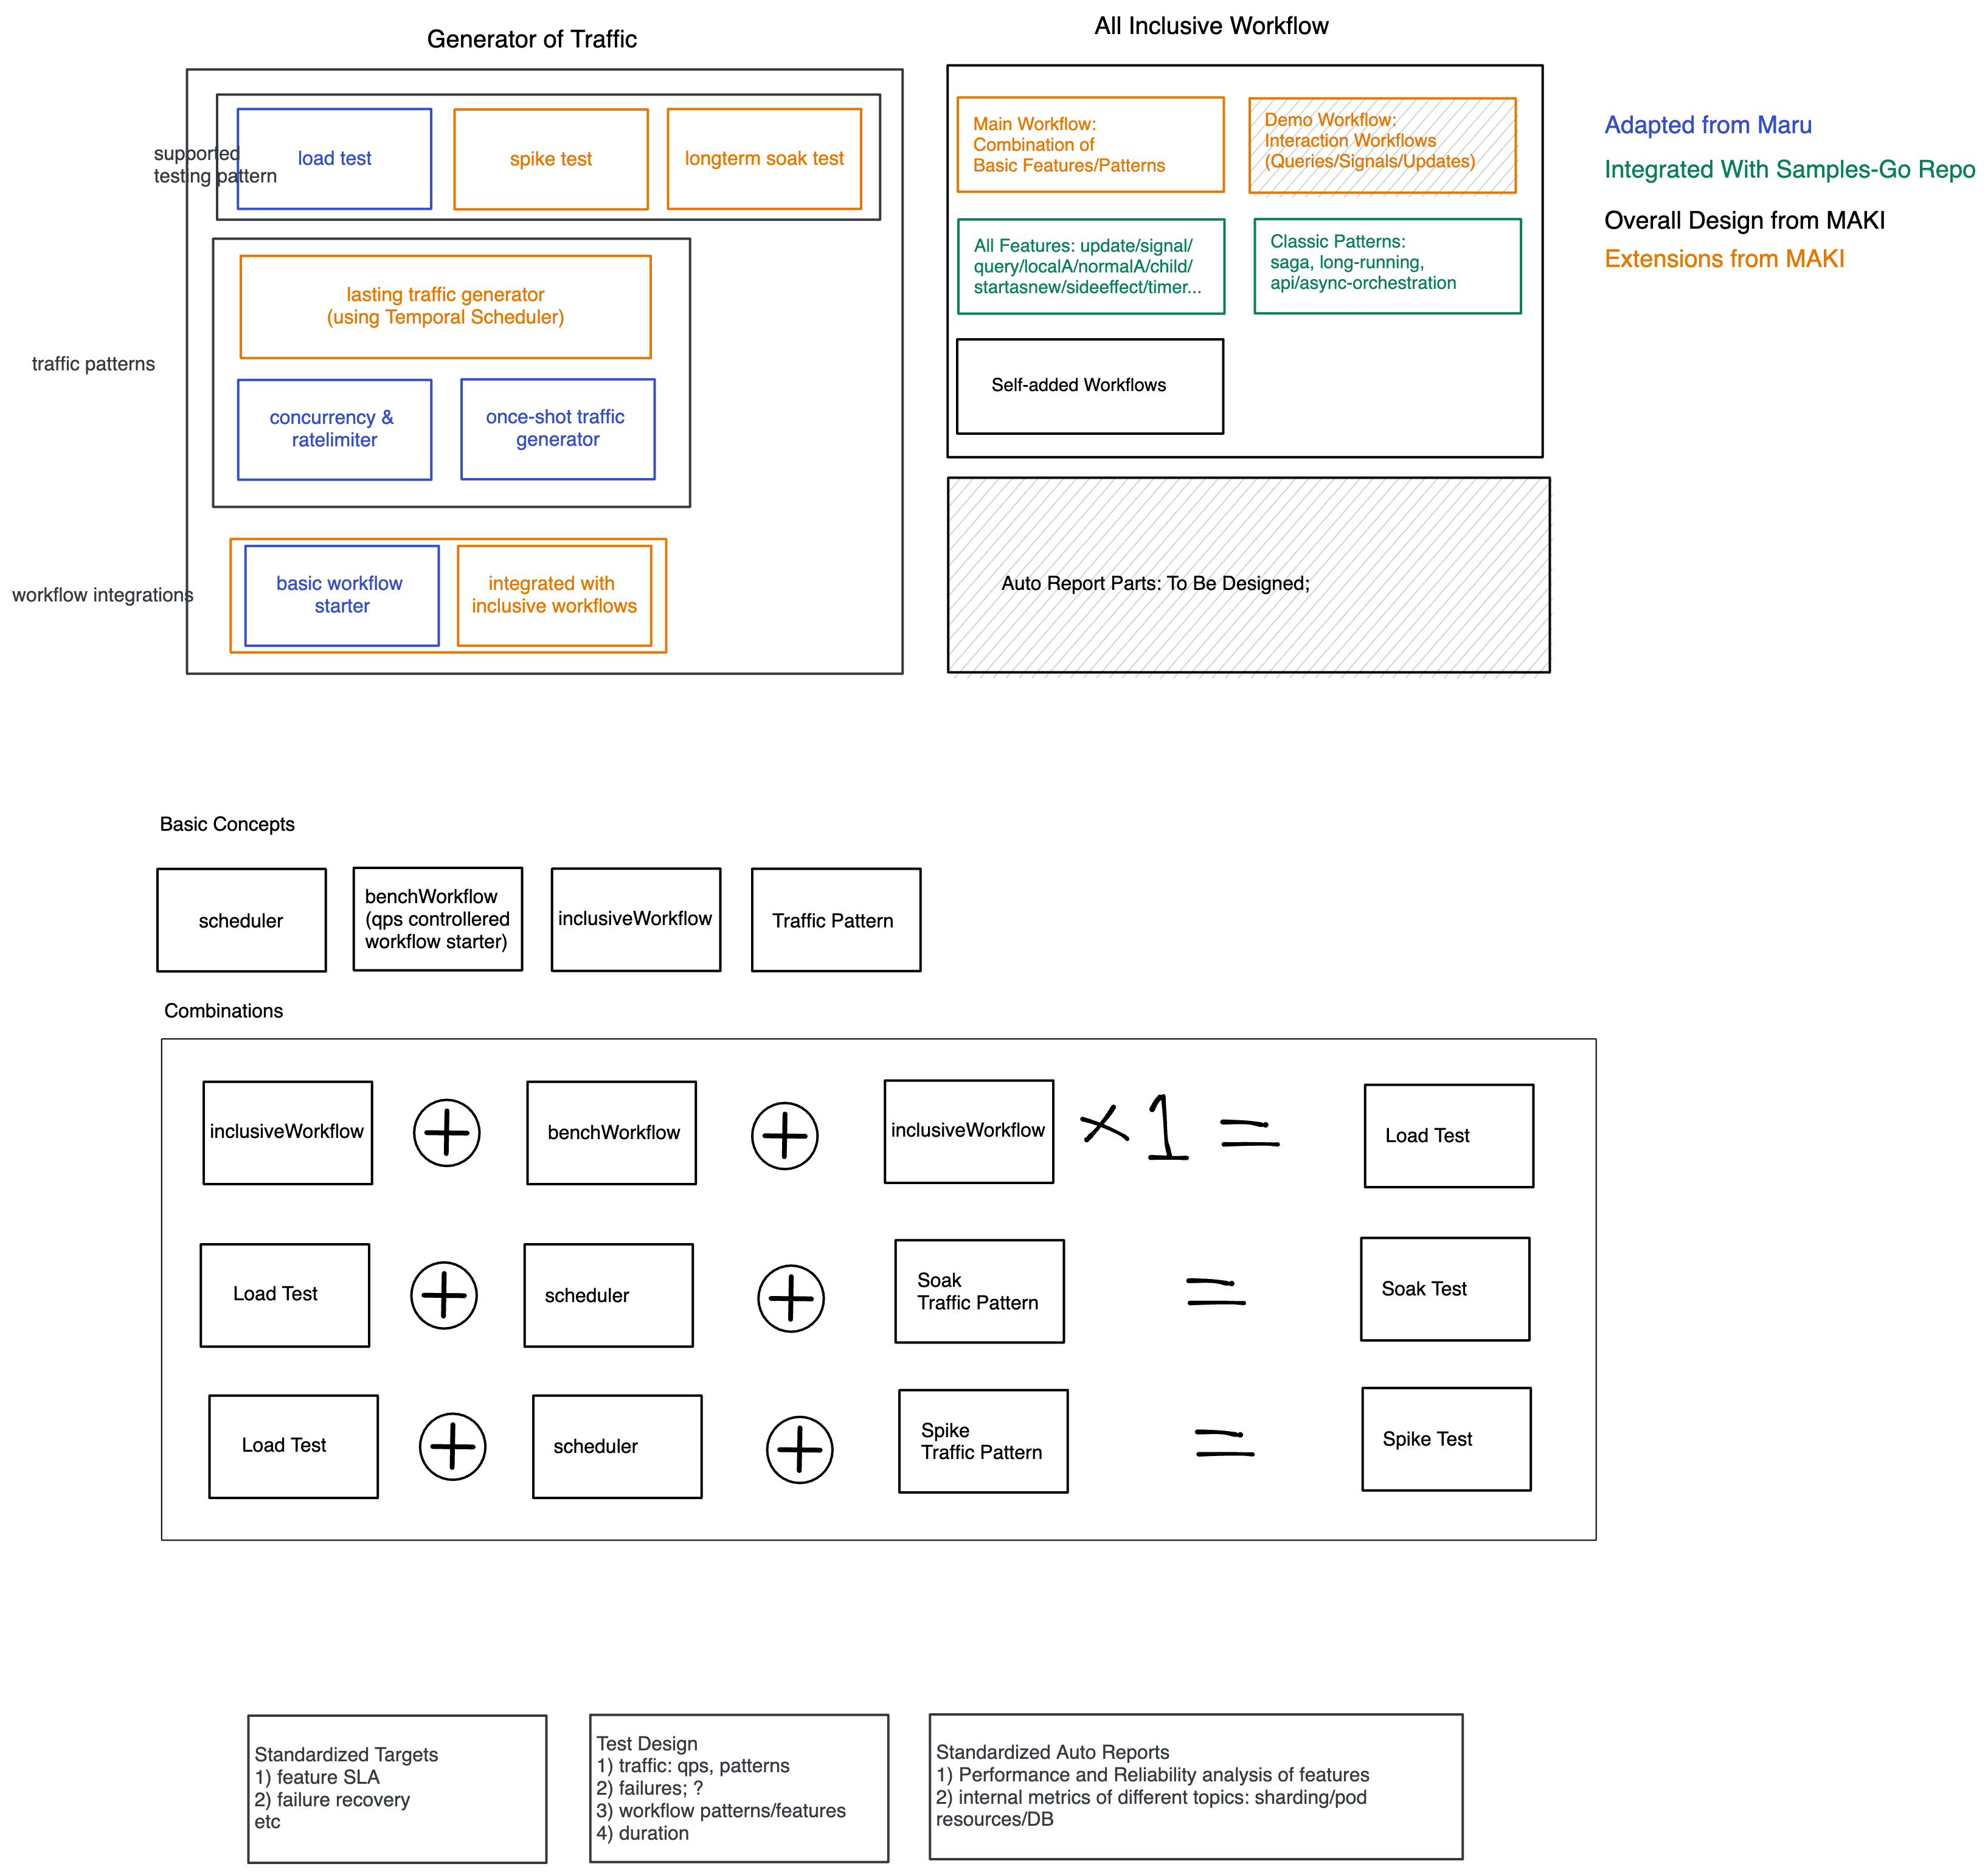 Generator of Traffic
supported
testing pattern
load test
spike test
longterm soak test
traffic patterns
lasting traffic generator
(using Temporal Scheduler)
concurrency &
ratelimiter
once-shot traffic
generator
workflow integrations
basic workflow
starter
integrated with
inclusive workflows
All Inclusive Workflow
Main Workflow:
Combination of
Basic Features/Patterns
Demo Workflow:
Interaction Workflows
(Queries/Signals/Updates)
All Features: update/signal/
query/localA/normalA/child/
startasnew/sideeffect/timer...
Classic Patterns:
saga, long-running,
api/async-orchestration
Self-added Workflows
Auto Report Parts: To Be Designed;
Adapted from Maru
Integrated With Samples-Go Repo
Overall Design from MAKI
Extensions from MAKI
Basic Concepts
scheduler
benchWorkflow
(qps controllered
workflow starter)
inclusiveWorkflow
Traffic Pattern
Combinations
inclusiveWorkflow
+
benchWorkflow
+
inclusiveWorkflow
×1 =
Load Test
Load Test
+
scheduler
+
Soak
Traffic Pattern
=
Soak Test
Load Test
+
scheduler
+
Spike
Traffic Pattern
=
Spike Test
Standardized Targets
1) feature SLA
2) failure recovery
etc
Test Design
1) traffic: qps, patterns
2) failures; ?
3) workflow patterns/features
4) duration
Standardized Auto Reports
1) Performance and Reliability analysis of features
2) internal metrics of different topics: sharding/pod
resources/DB